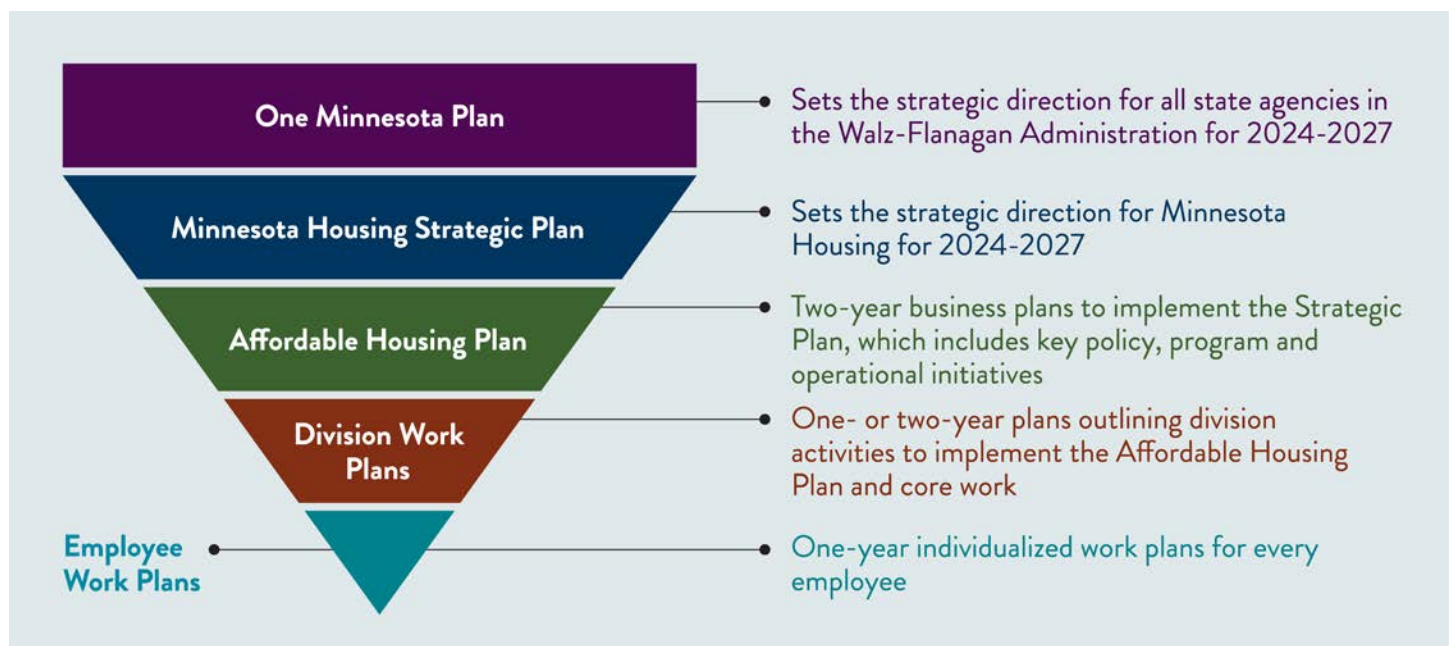 One Minnesota Plan
Sets the strategic direction for all state agencies in
the Walz-Flanagan Administration for 2024-2027
Minnesota Housing Strategic Plan
Sets the strategic direction for Minnesota
Housing for 2024-2027
Affordable Housing Plan
Two-year business plans to implement the Strategic
Plan, which includes key policy, program and
operational initiatives
Division Work
Plans
One- or two-year plans outlining division
activities to implement the Affordable Housing
Plan and core work
Employee
Work Plans
One-year individualized work plans for every
employee